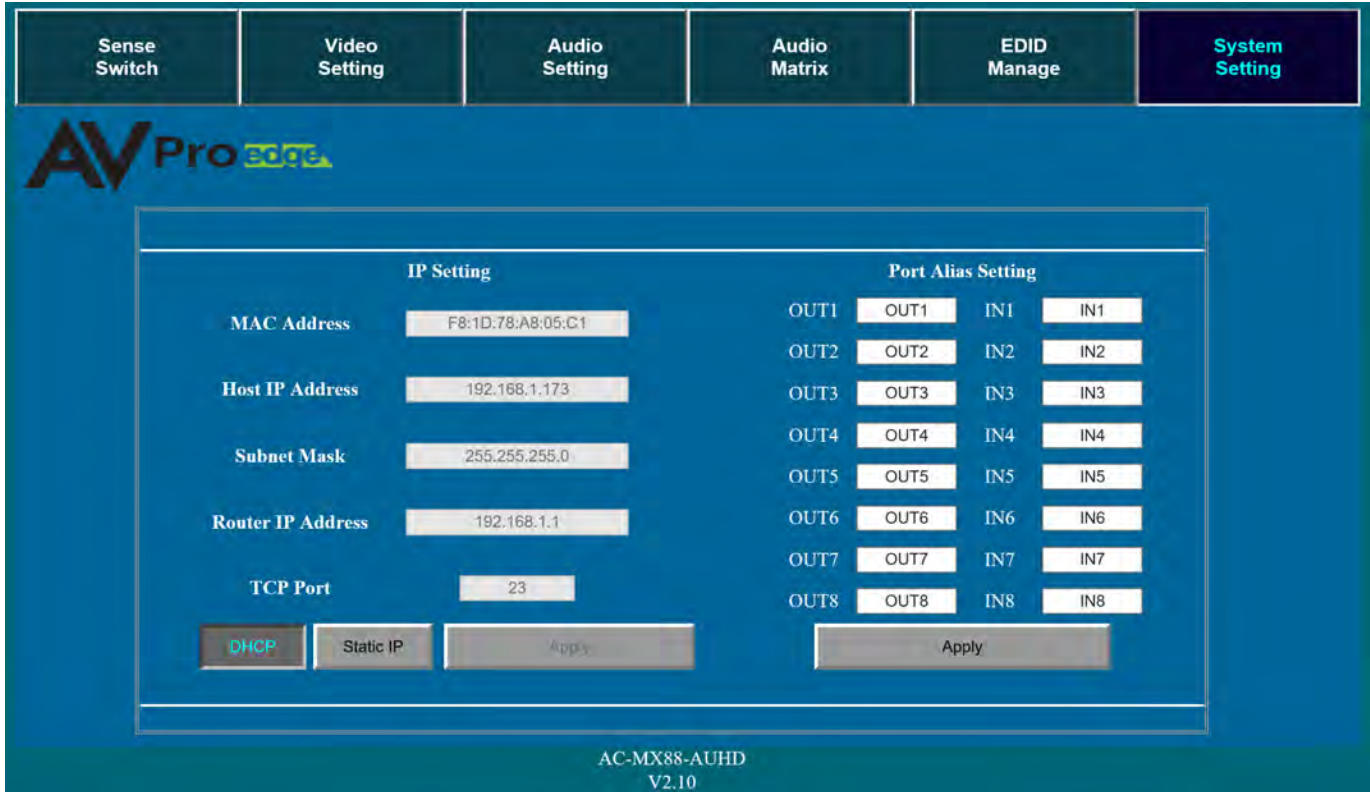 Sense
Switch
Video
Setting
Audio
Setting
Audio
Matrix
EDID
Manage
System
Setting
AV Pro edge
IP Setting
MAC Address F8:1D:78:A8:05:C1
Host IP Address 192.168.1.173
Subnet Mask 255.255.255.0
Router IP Address 192.168.1.1
TCP Port 23
DHCP Static IP Apply
Port Alias Setting
OUT1 OUT1 IN1 IN1
OUT2 OUT2 IN2 IN2
OUT3 OUT3 IN3 IN3
OUT4 OUT4 IN4 IN4
OUT5 OUT5 IN5 IN5
OUT6 OUT6 IN6 IN6
OUT7 OUT7 IN7 IN7
OUT8 OUT8 IN8 IN8
Apply
AC-MX88-AUHD
V2.10